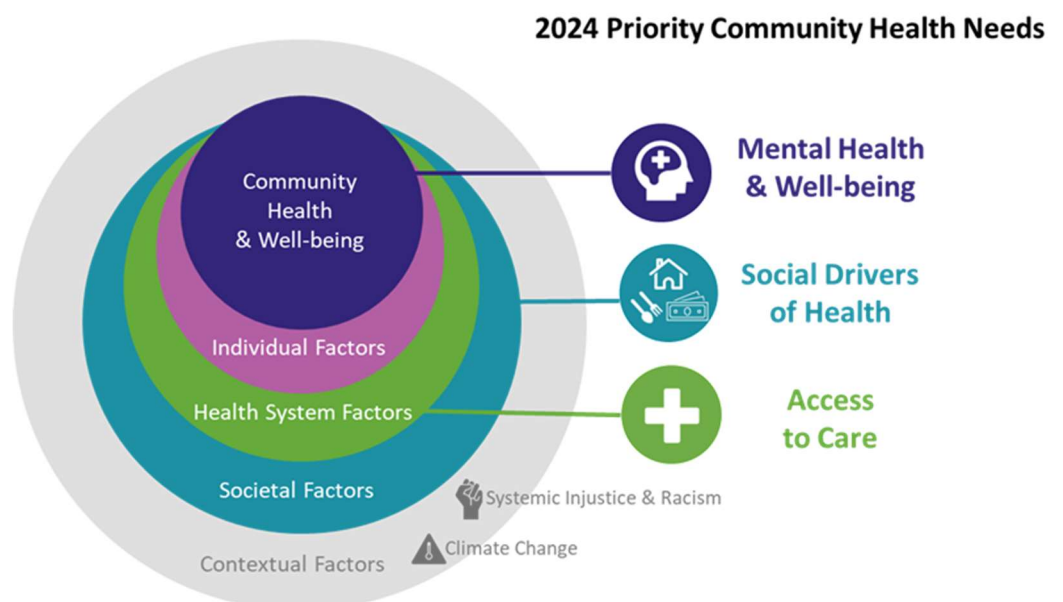 2024 Priority Community Health Needs
Community
Health
& Well-being
Individual Factors
Health System Factors
Societal Factors
Contextual Factors
Systemic Injustice & Racism
Climate Change
Mental Health
& Well-being
Social Drivers
of Health
Access
to Care